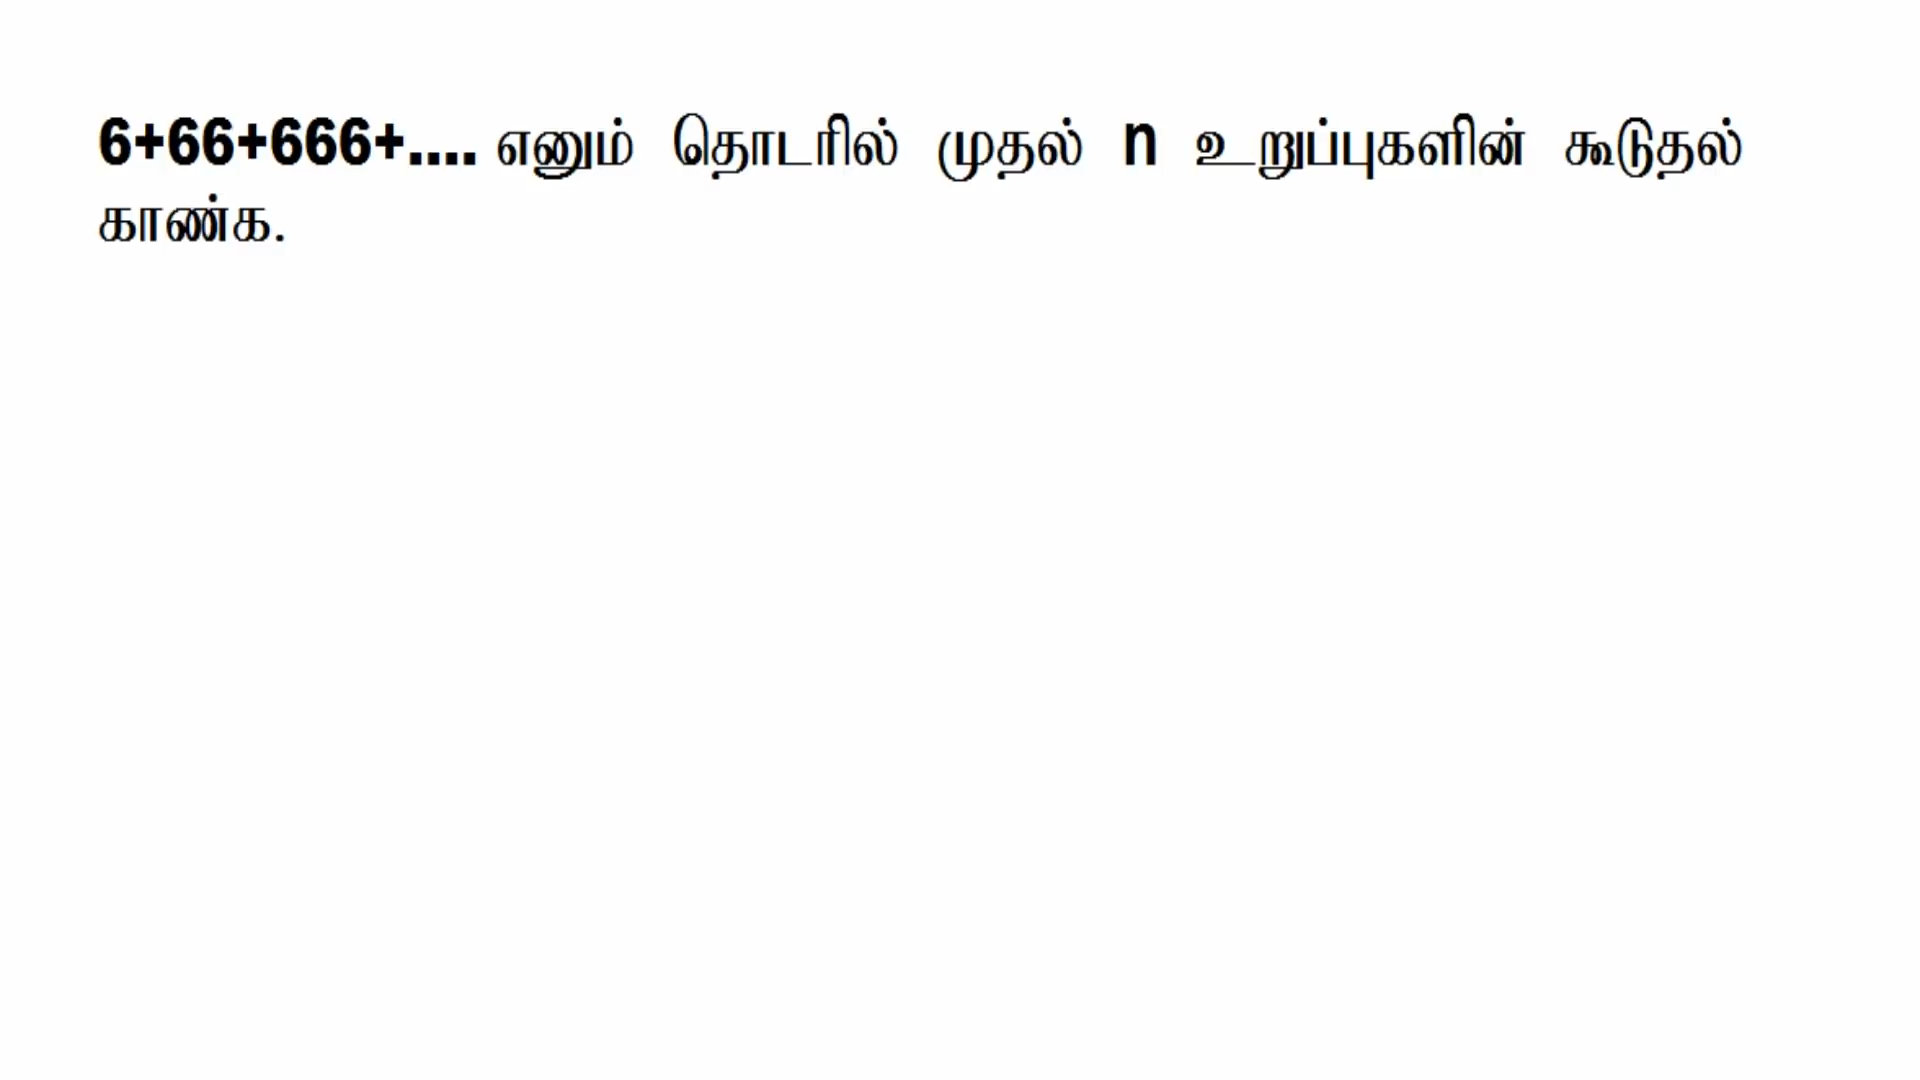 6+66+666+.... எனும் தொடரில் முதல் n உறுப்புகளின் கூடுதல்
காண்க.